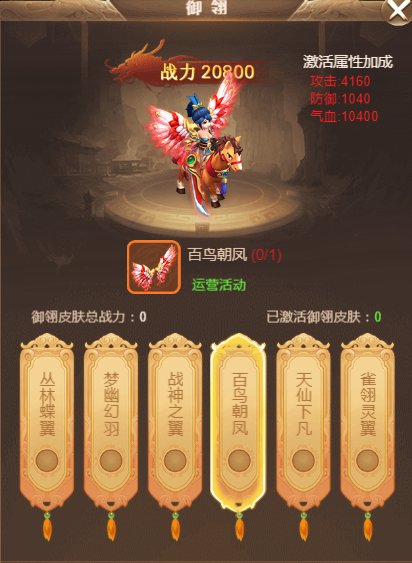 御翎
战力 20800
激活属性加成
攻击:4160
防御:1040
气血:10400
百鸟朝凤 (0/1)
运营活动
御翎皮肤总战力：0
已激活御翎皮肤：0
丛林蝶翼
梦幽幻羽
战神之翼
百鸟朝凤
天仙下凡
雀翎灵翼